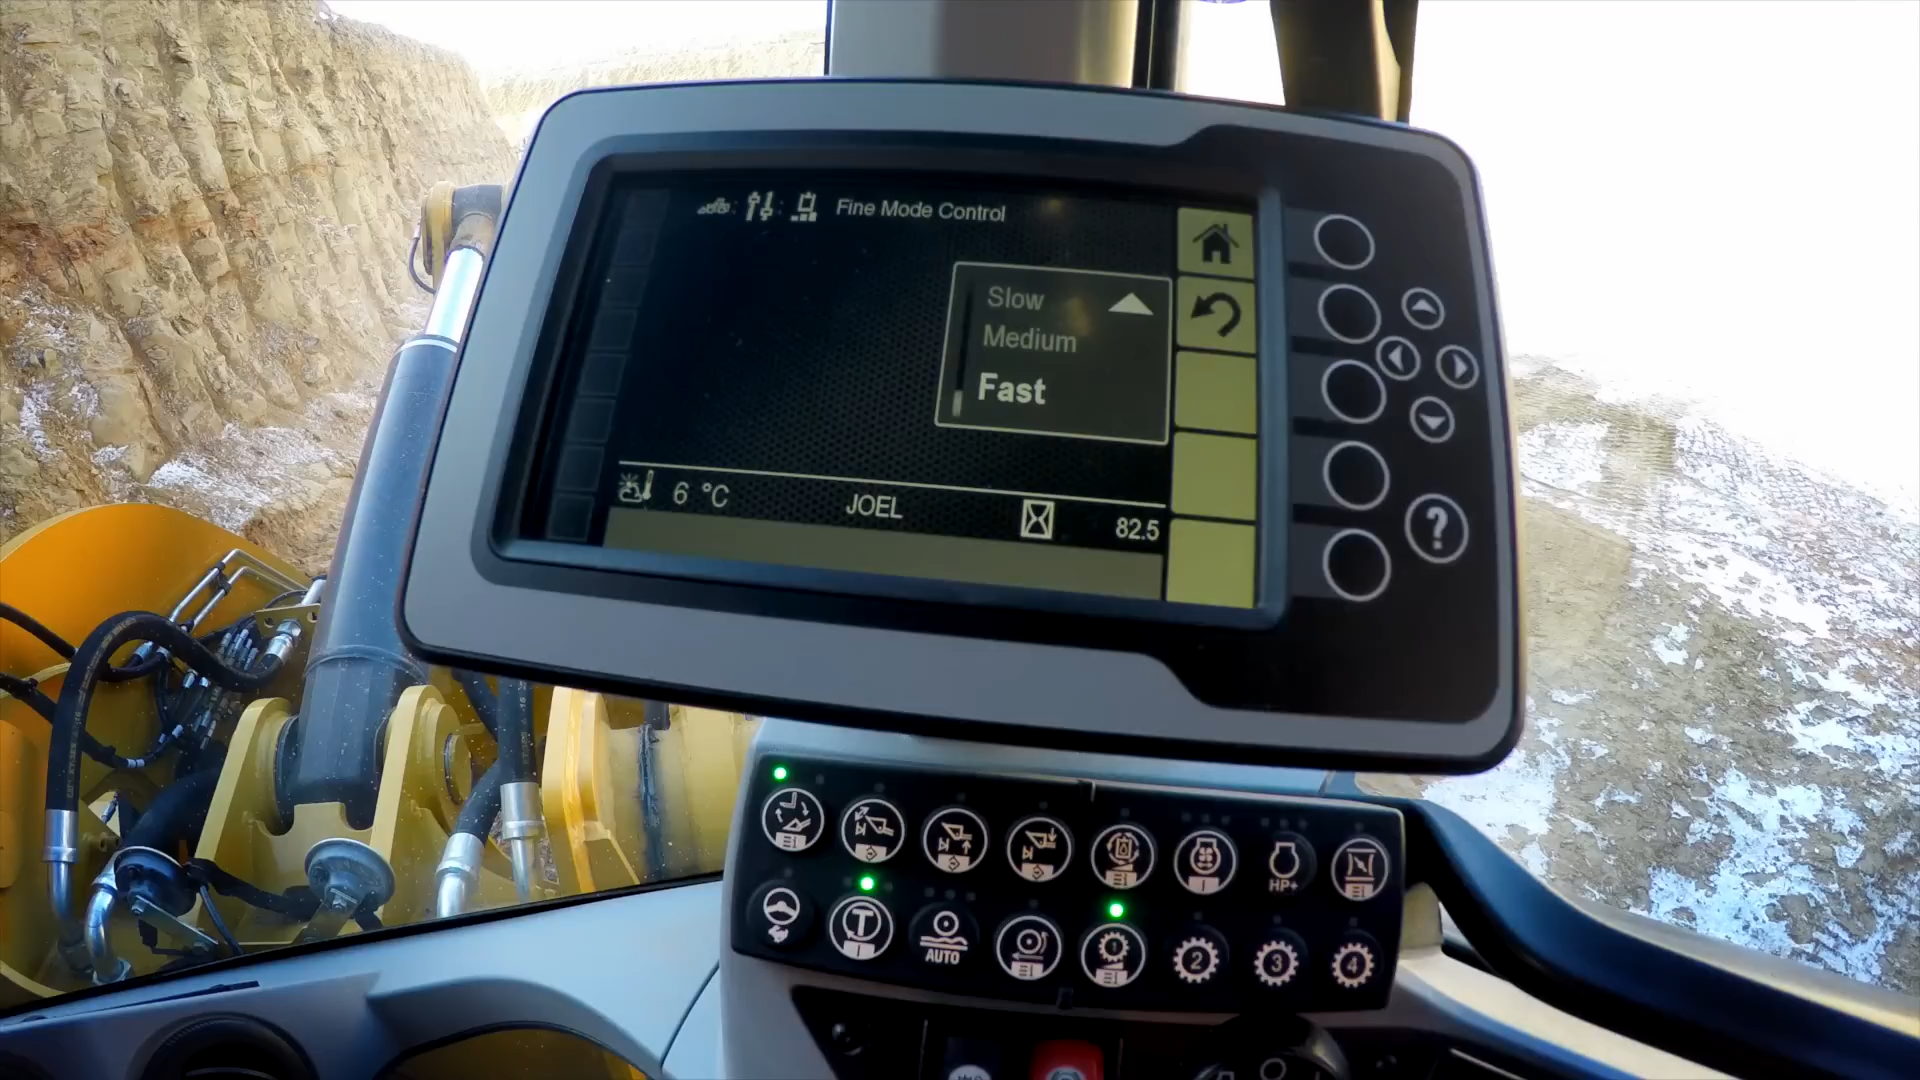 Fine Mode Control
Slow
Medium
Fast
6 °C
JOEL
82.5
?
HP+
T
AUTO
1
2
3
4